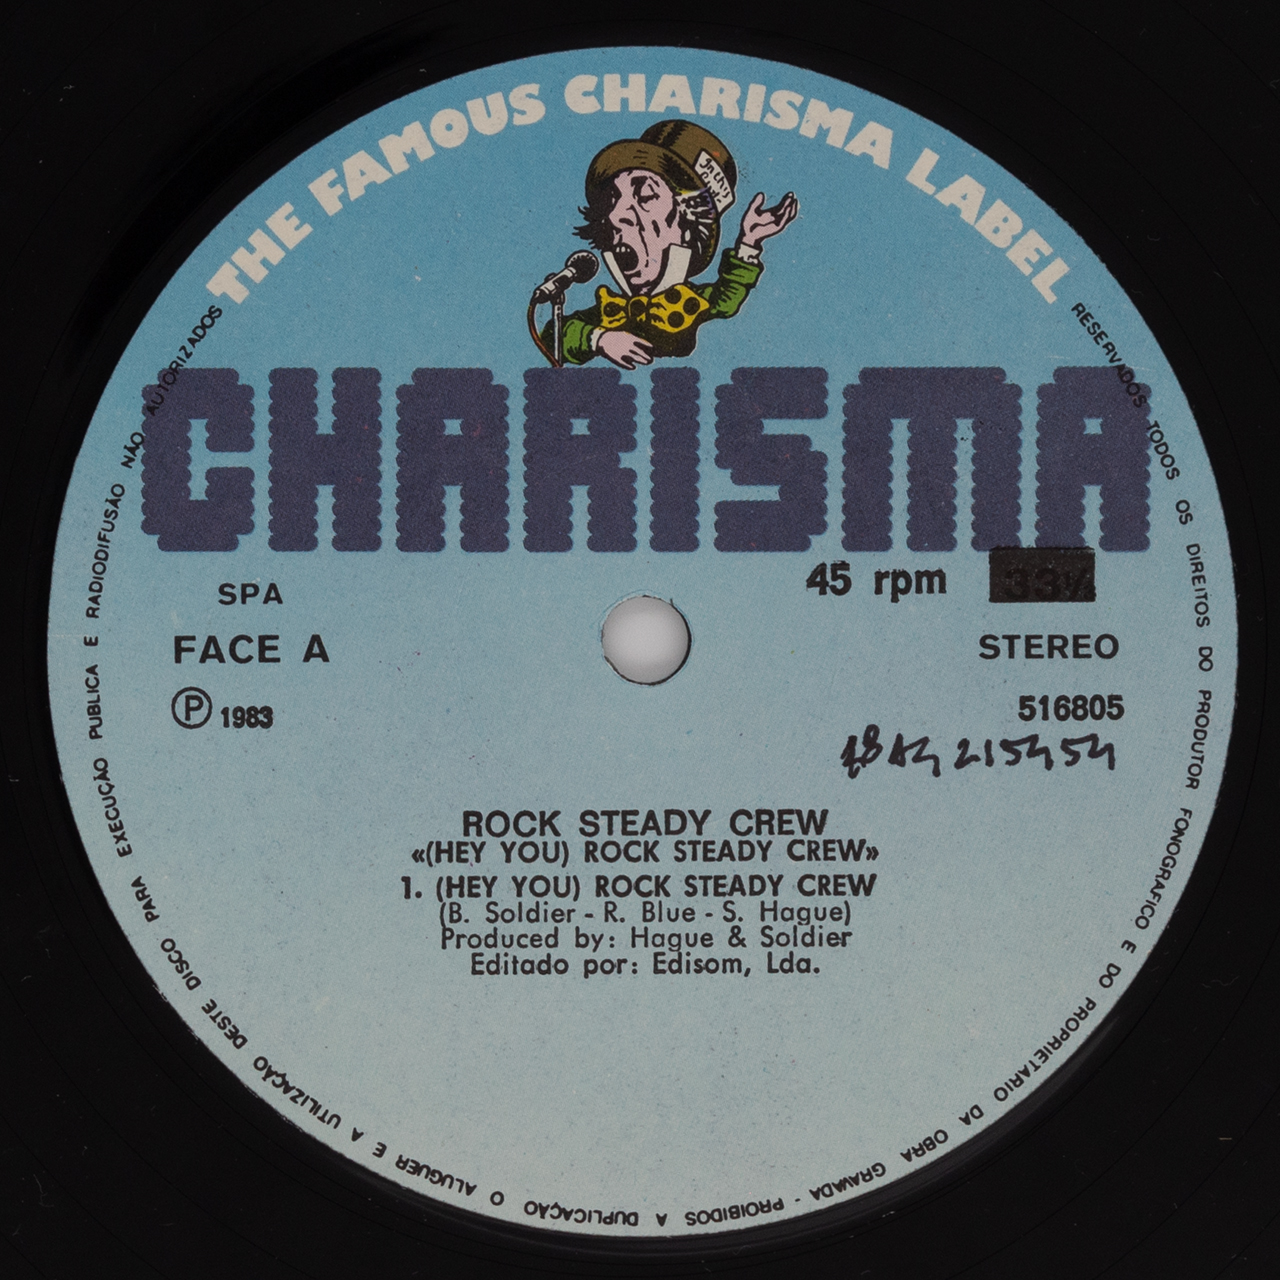 THE FAMOUS CHARISMA LABEL
In this
CHARISMA
SPA
45 rpm 33⅓
FACE A
STEREO
Ⓟ 1983
516805
ROCK STEADY CREW
«(HEY YOU) ROCK STEADY CREW»
1. (HEY YOU) ROCK STEADY CREW
(B. Soldier - R. Blue - S. Hague)
Produced by: Hague & Soldier
Editado por: Edisom, Lda.
RESERVADOS TODOS OS DIREITOS DO PRODUTOR FONOGRAFICO E DO PROPRIETARIO DA OBRA GRAVADA - PROIBIDOS A DUPLICAÇÃO O ALUGUER E A UTILIZAÇÃO DESTE DISCO PARA EXECUÇÃO PUBLICA E RADIODIFUSÃO NÃO AUTORIZADOS